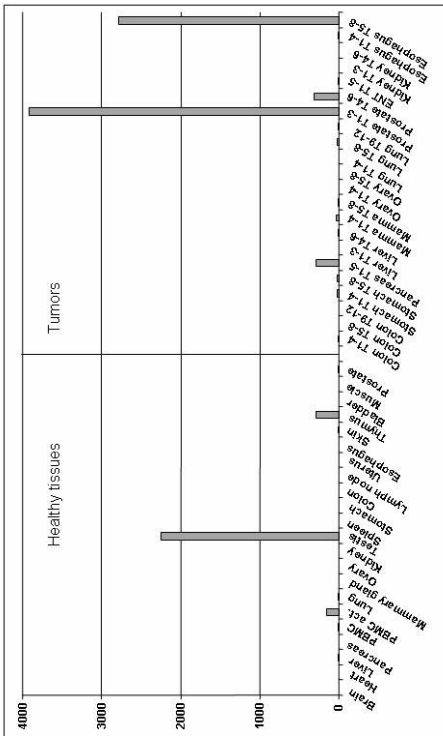 Healthy tissues
Tumors
4000
3000
2000
1000
0
Brain
Heart
Liver
Pancreas
PBMC
PBMC act.
Lung
Mammary gland
Ovary
Kidney
Testis
Spleen
Stomach
Colon
Lymph node
Uterus
Esophagus
Skin
Thymus
Bladder
Muscle
Prostate
Colon T1-4
Colon T5-8
Colon T9-12
Stomach T1-4
Stomach T5-8
Pancreas T1-5
Liver T1-3
Liver T4-6
Mamma T1-4
Mamma T5-8
Ovary T1-4
Ovary T5-8
Lung T1-4
Lung T5-8
Lung T9-12
Prostate T1-3
Prostate T4-6
ENT T1-5
Kidney T1-3
Kidney T4-6
Esophagus T1-4
Esophagus T5-8